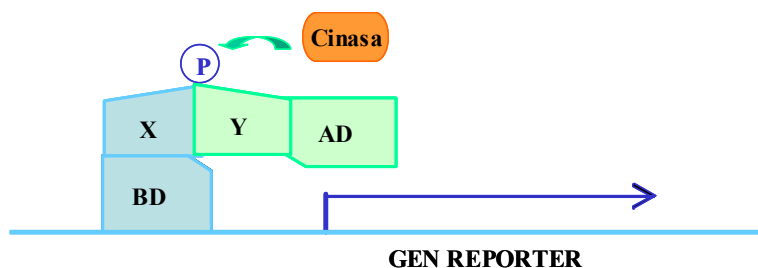 Cinasa
P
X
Y
AD
BD
GEN REPORTER